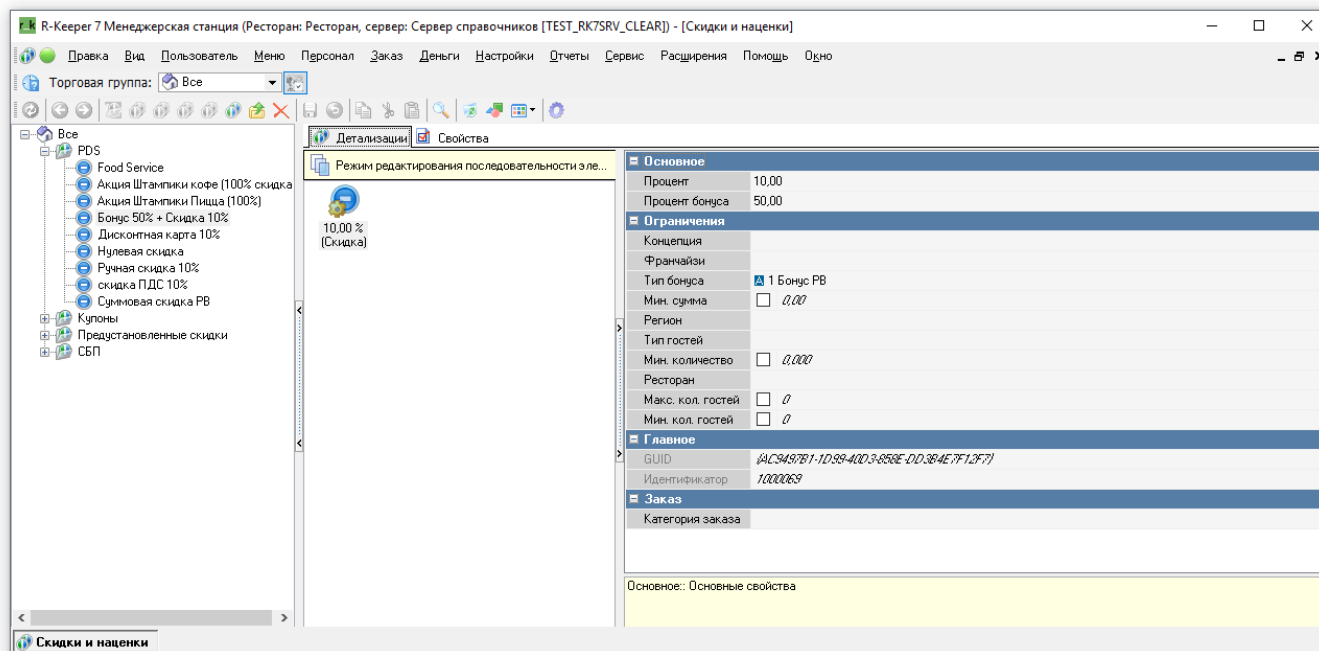 R-Keeper 7 Менеджерская станция (Ресторан: Ресторан, сервер: Сервер справочников [TEST_RK7SRV_CLEAR]) - [Скидки и наценки]
Правка Вид Пользователь Меню Персонал Заказ Деньги Настройки Отчеты Сервис Расширения Помощь Окно
Торговая группа: Все
Все
PDS
Food Service
Акция Штампики кофе (100% скидка
Акция Штампики Пицца (100%)
Бонус 50% + Скидка 10%
Дисконтная карта 10%
Нулевая скидка
Ручная скидка 10%
скидка ПДС 10%
Суммовая скидка РВ
Купоны
Предустановленные скидки
СБП
Детализации Свойства
Режим редактирования последовательности эле...
10,00 %
(Скидка)
Основное
Процент 10,00
Процент бонуса 50,00
Ограничения
Концепция
Франчайзи
Тип бонуса 1 Бонус РВ
Мин. сумма 0,00
Регион
Тип гостей
Мин. количество 0,000
Ресторан
Макс. кол. гостей 0
Мин. кол. гостей 0
Главное
GUID {AC9497B1-1D99-40D3-858E-DD3B4E7F12F7}
Идентификатор 1000069
Заказ
Категория заказа
Основное:: Основные свойства
Скидки и наценки